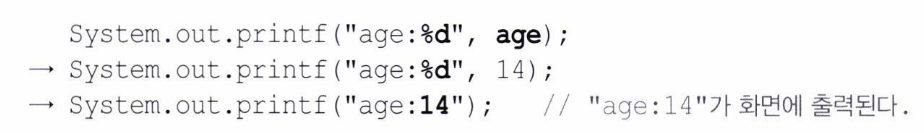 System.out.printf("age:%d", age);
→ System.out.printf("age:%d", 14);
→ System.out.printf("age:14"); // "age:14"가 화면에 출력된다.